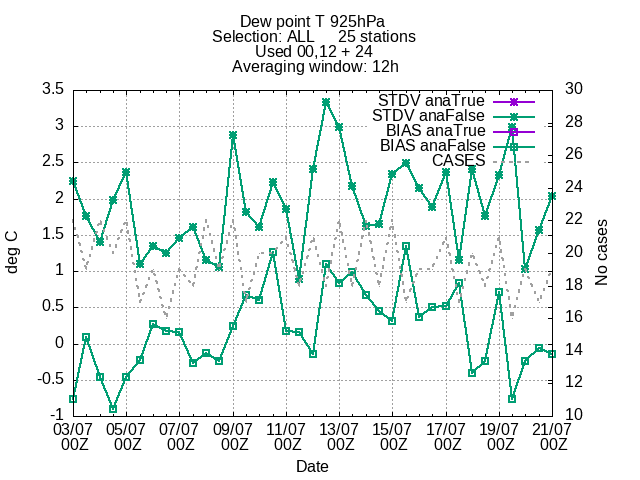 Dew point T 925hPa
Selection: ALL 25 stations
Used 00,12 + 24
Averaging window: 12h
STDV anaTrue
STDV anaFalse
BIAS anaTrue
BIAS anaFalse
CASES
deg C
3.5
3
2.5
2
1.5
1
0.5
0
-0.5
-1
No cases
30
28
26
24
22
20
18
16
14
12
10
03/07 05/07 07/07 09/07 11/07 13/07 15/07 17/07 19/07 21/07
00Z 00Z 00Z 00Z 00Z 00Z 00Z 00Z 00Z 00Z
Date